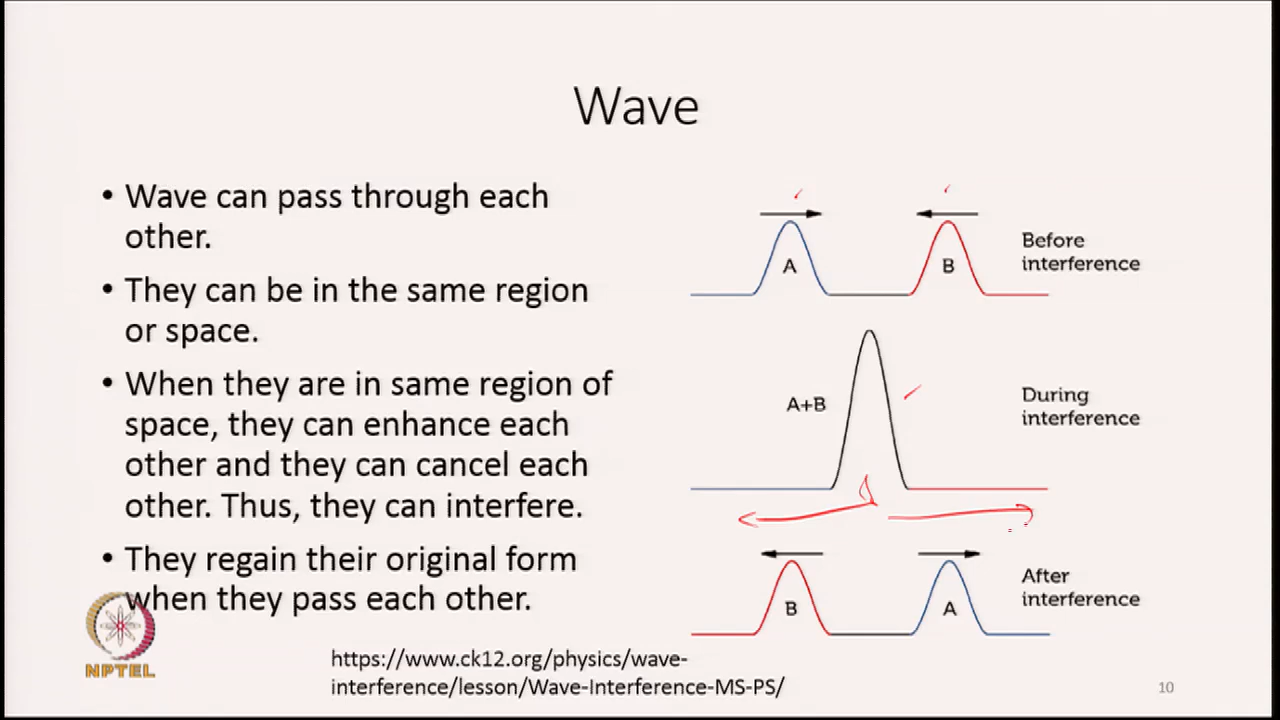 Wave
• Wave can pass through each
other.
• They can be in the same region
or space.
• When they are in same region of
space, they can enhance each
other and they can cancel each
other. Thus, they can interfere.
• They regain their original form
when they pass each other.
A
B
Before
interference
A+B
During
interference
B
A
After
interference
NPTEL
https://www.ck12.org/physics/wave-
interference/lesson/Wave-Interference-MS-PS/
10